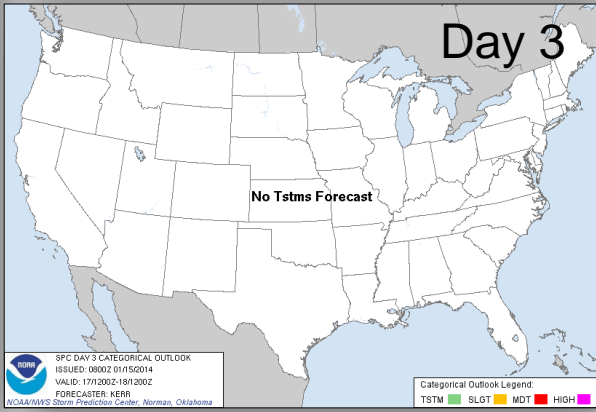 Day 3
No Tstms Forecast
NOAA
SPC DAY 3 CATEGORICAL OUTLOOK
ISSUED: 0800Z 01/15/2014
VALID: 17/1200Z-18/1200Z
FORECASTER: KERR
NOAA/NWS Storm Prediction Center, Norman, Oklahoma
Categorical Outlook Legend:
TSTM SLGT MDT HIGH